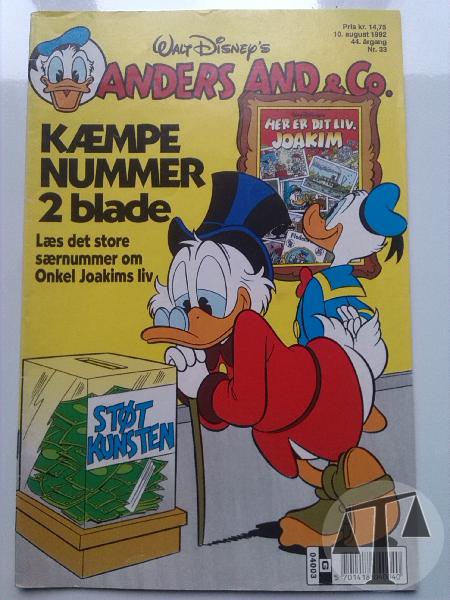 Pris kr. 14,75
10. august 1992
44. årgang
Nr. 33
WALT DISNEY'S
ANDERS AND & CO.
KÆMPE
NUMMER
2 blade
Læs det store
særnummer om
Onkel Joakims liv
HER ER DIT LIV,
JOAKIM
STØT
KUNSTEN
G
04003